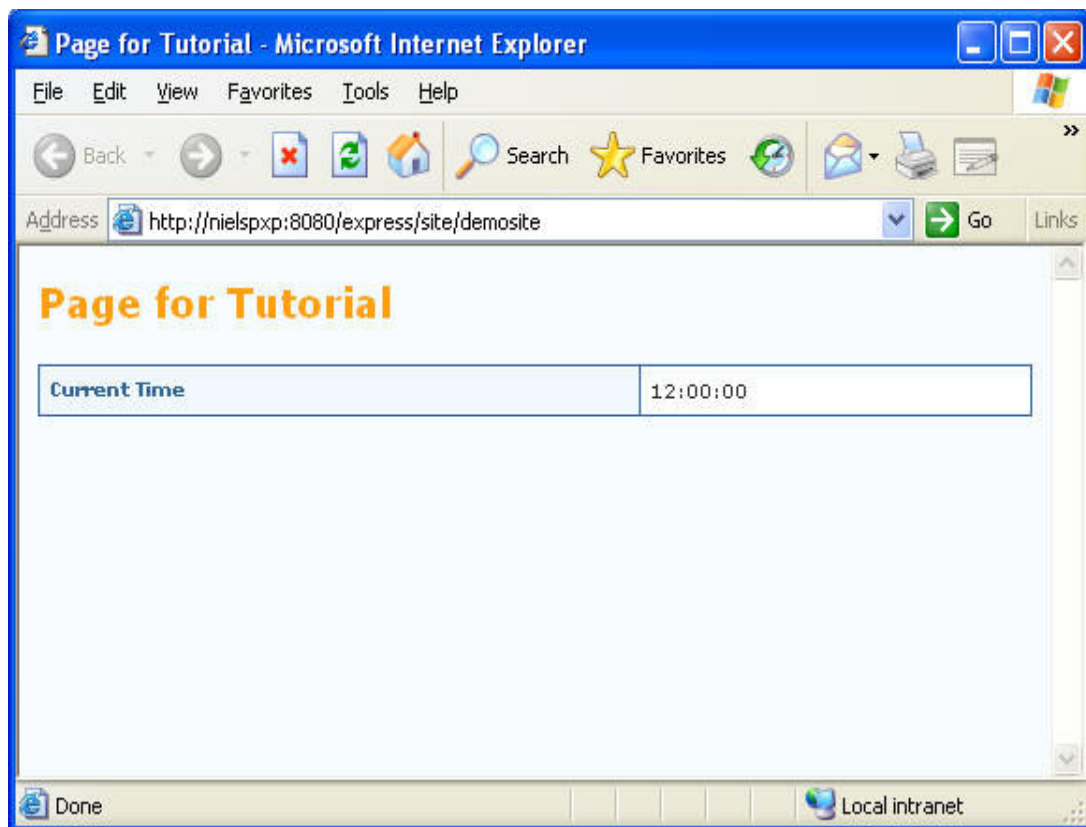 Page for Tutorial - Microsoft Internet Explorer
File Edit View Favorites Tools Help
Back Search Favorites »
Address http://nielspxp:8080/express/site/demosite Go Links
Page for Tutorial
Current Time 12:00:00
Done Local intranet